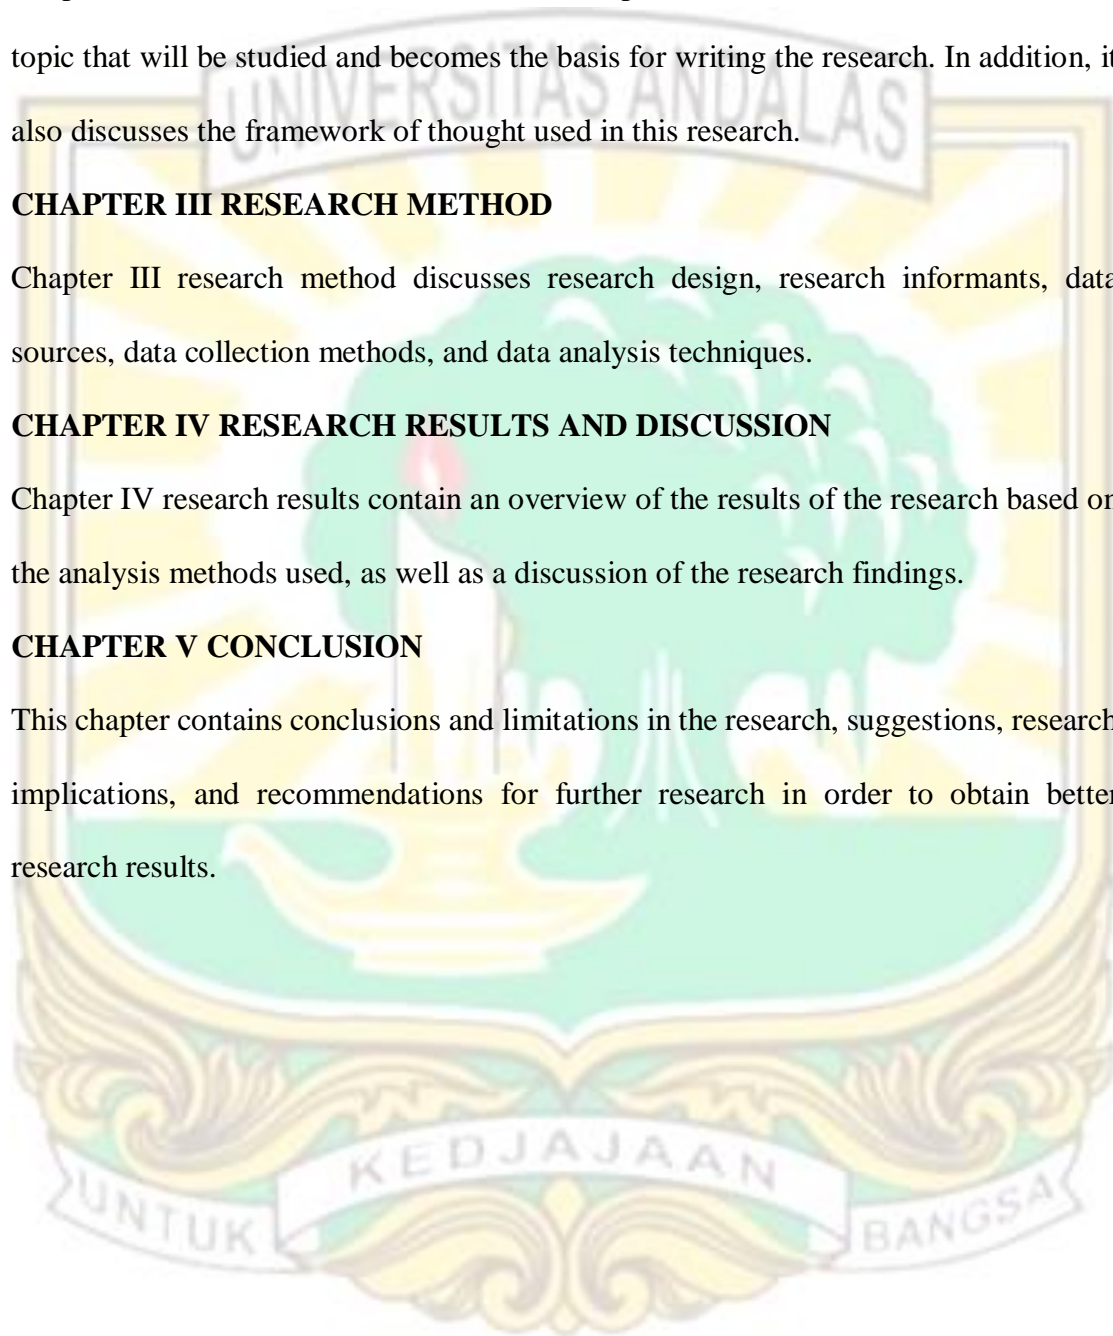 UNIVERSITAS ANDALAS
topic that will be studied and becomes the basis for writing the research. In addition, it
also discusses the framework of thought used in this research.
CHAPTER III RESEARCH METHOD
Chapter III research method discusses research design, research informants, data
sources, data collection methods, and data analysis techniques.
CHAPTER IV RESEARCH RESULTS AND DISCUSSION
Chapter IV research results contain an overview of the results of the research based on
the analysis methods used, as well as a discussion of the research findings.
CHAPTER V CONCLUSION
This chapter contains conclusions and limitations in the research, suggestions, research
implications, and recommendations for further research in order to obtain better
research results.
UNTUK KEDJAJAAN BANGSA